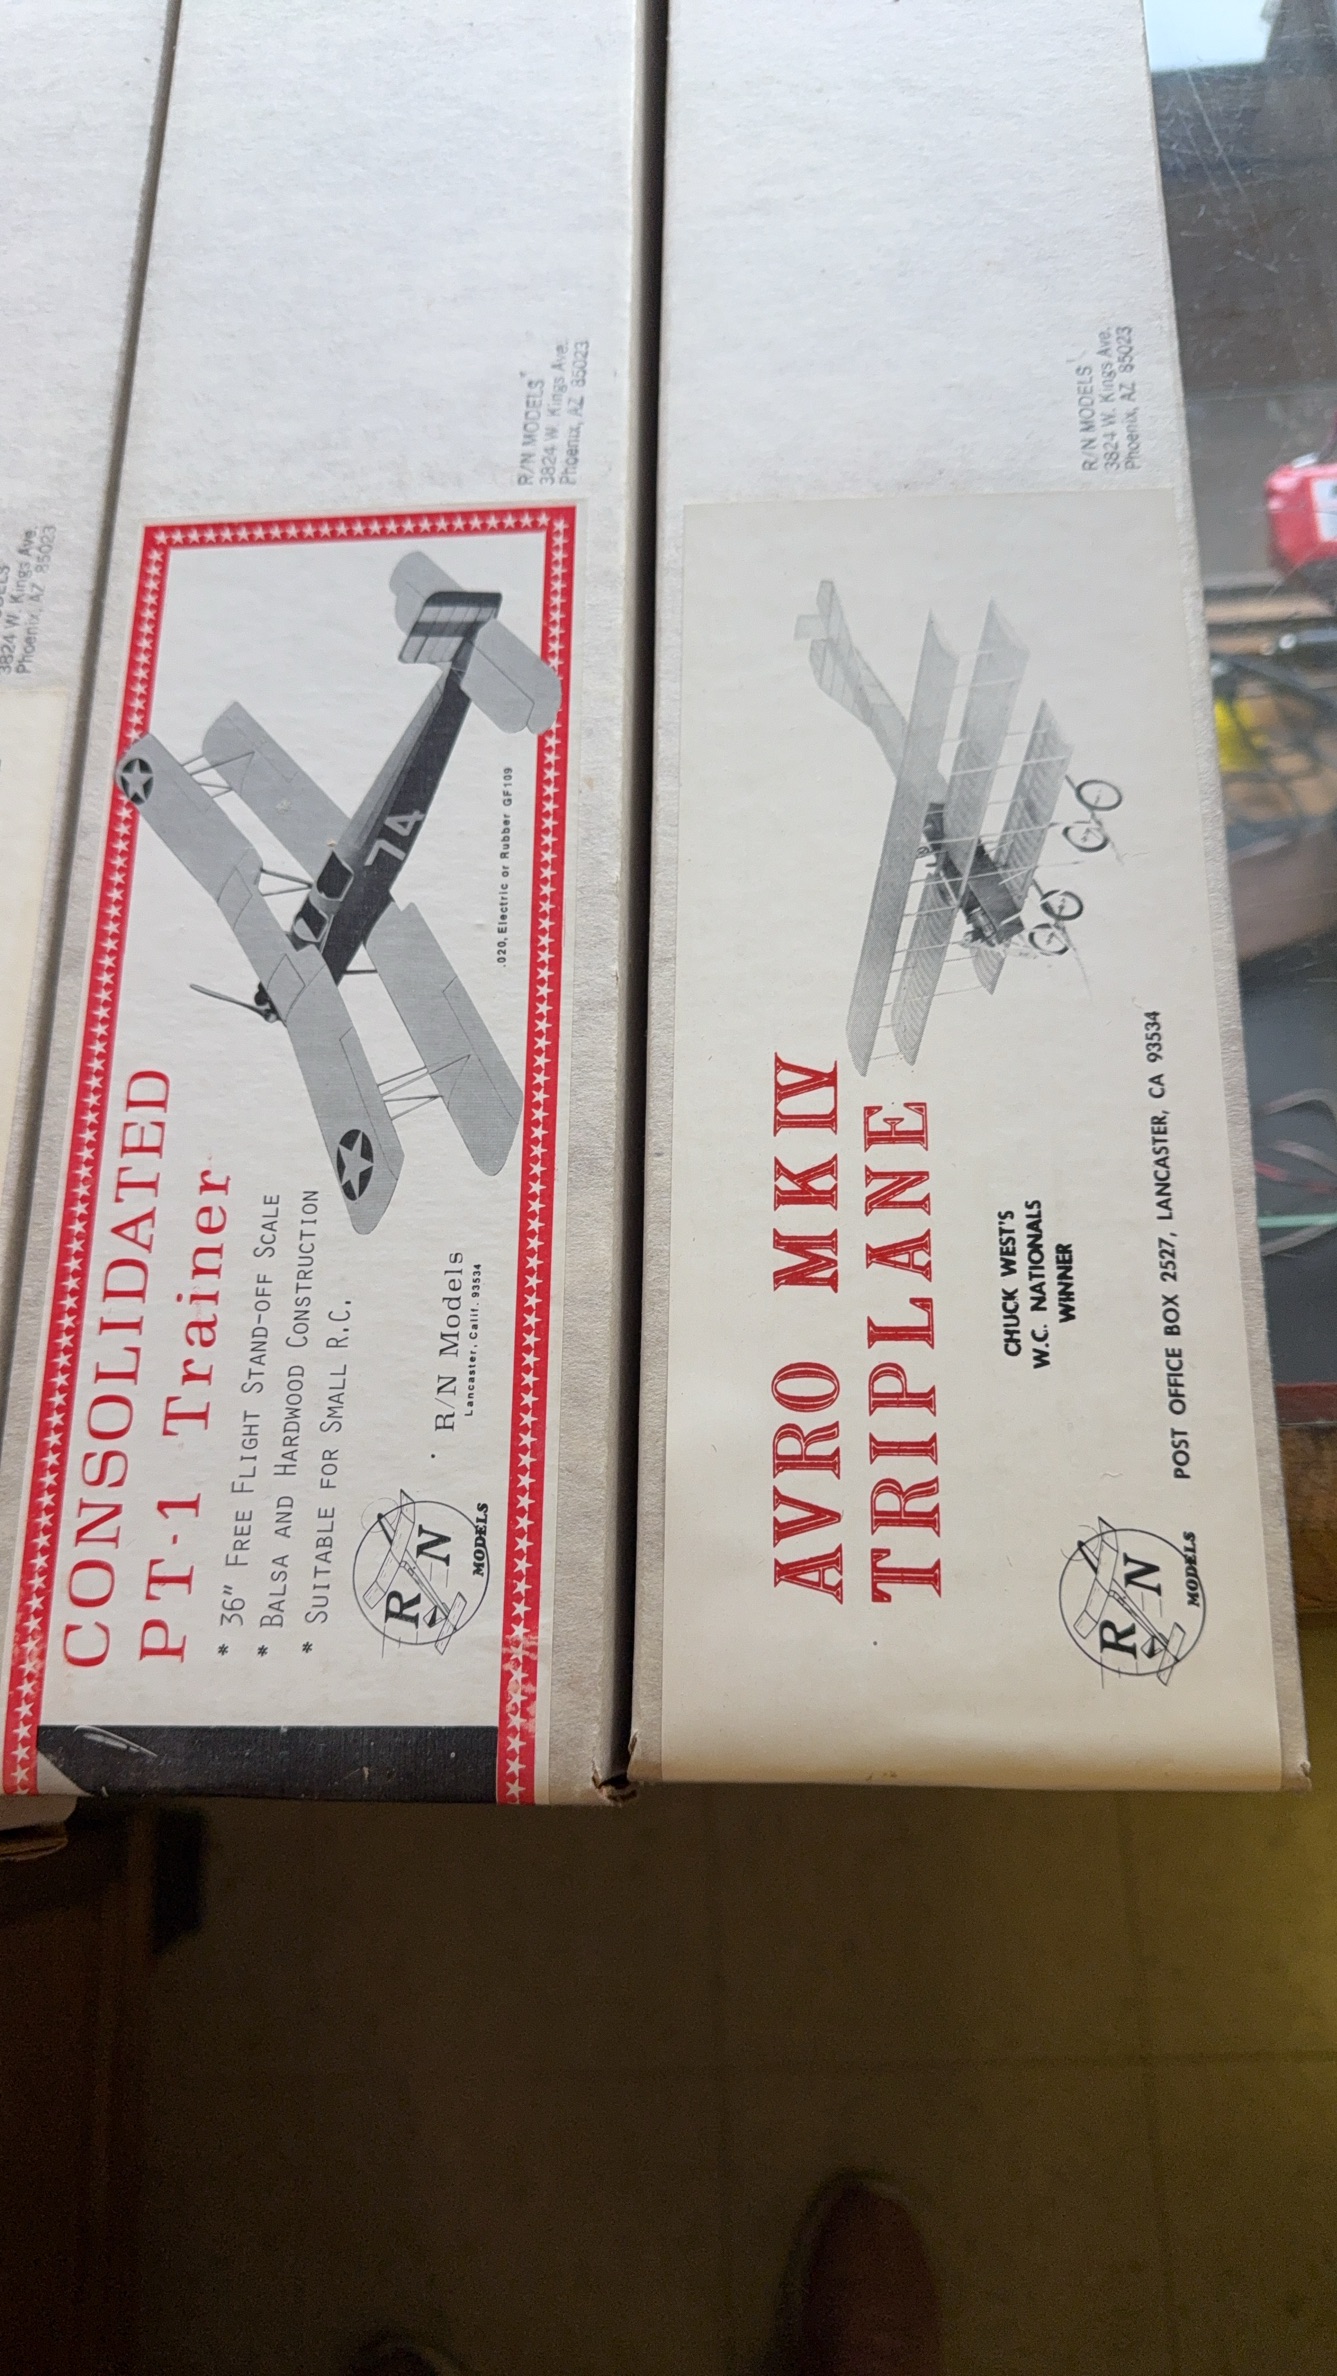 3824 W. Kings Ave.
Phoenix, AZ 85023
CONSOLIDATED
PT-1 Trainer
* 36" FREE FLIGHT STAND-OFF SCALE
* BALSA AND HARDWOOD CONSTRUCTION
* SUITABLE FOR SMALL R.C.
R/N Models
Lancaster, Calif. 93534
R N
MODELS
74
.020, Electric or Rubber GF109
R/N MODELS
3824 W. Kings Ave.
Phoenix, AZ 85023
AVRO MKIV
TRIPLANE
CHUCK WEST'S
W.C. NATIONALS
WINNER
R N
MODELS
POST OFFICE BOX 2527, LANCASTER, CA 93534
R/N MODELS
3824 W. Kings Ave.
Phoenix, AZ 85023